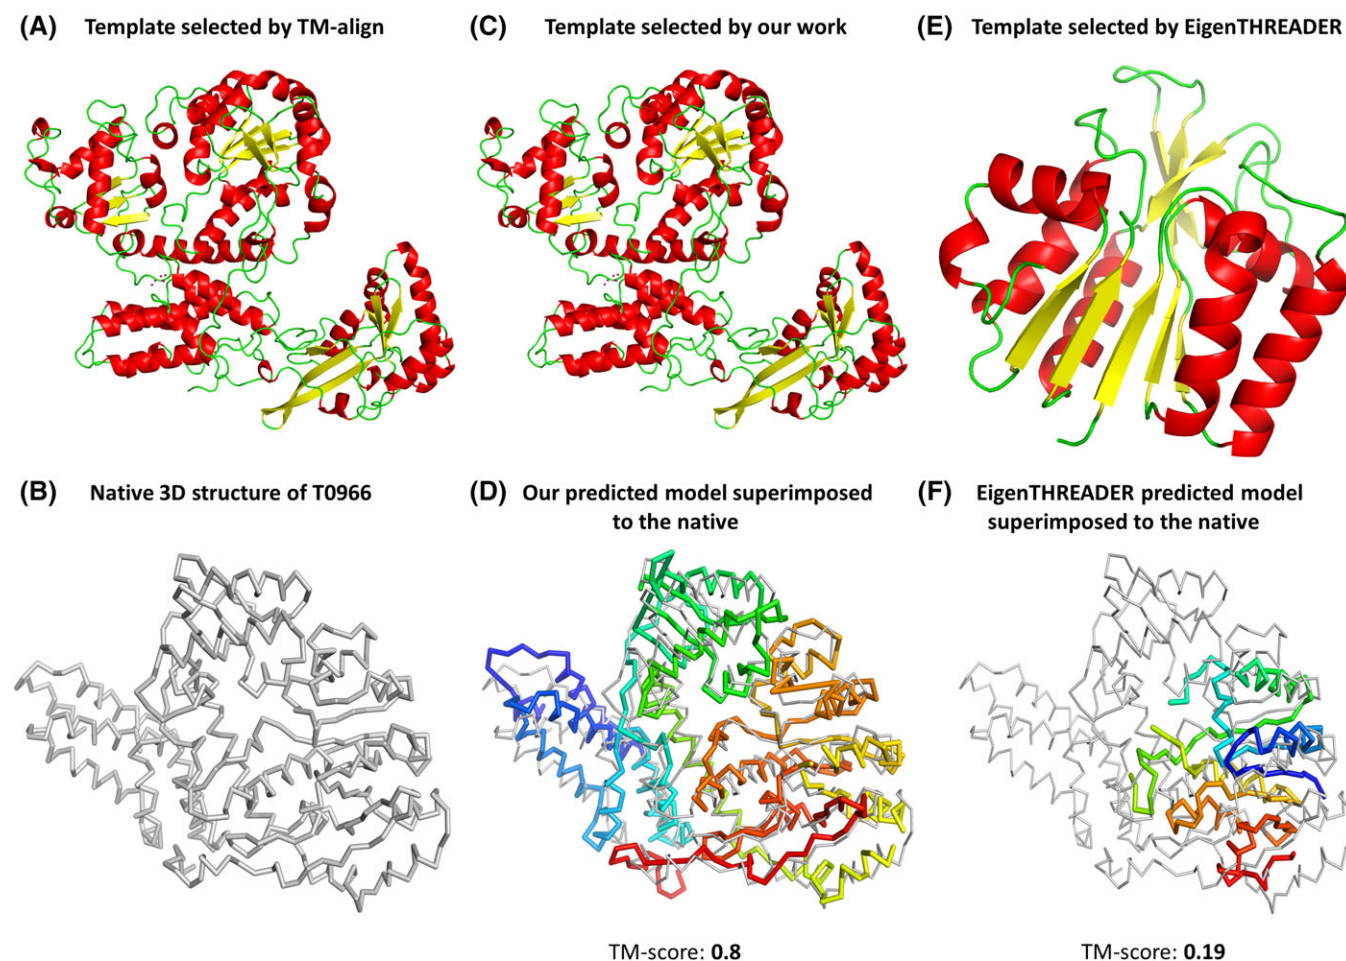 (A) Template selected by TM-align
(C) Template selected by our work
(E) Template selected by EigenTHREADER
(B) Native 3D structure of T0966
(D) Our predicted model superimposed
to the native
(F) EigenTHREADER predicted model
superimposed to the native
TM-score: 0.8
TM-score: 0.19